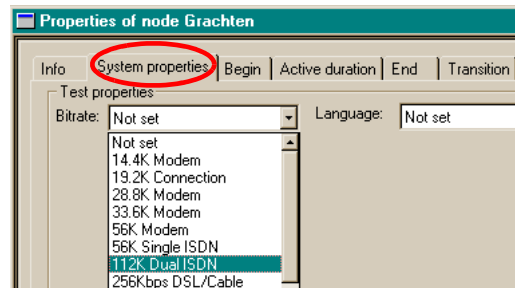 Properties of node Grachten
Info System properties Begin Active duration End Transition
Test properties
Bitrate: Not set Language: Not set
Not set
14.4K Modem
19.2K Connection
28.8K Modem
33.6K Modem
56K Modem
56K Single ISDN
112K Dual ISDN
256Kbps DSL/Cable